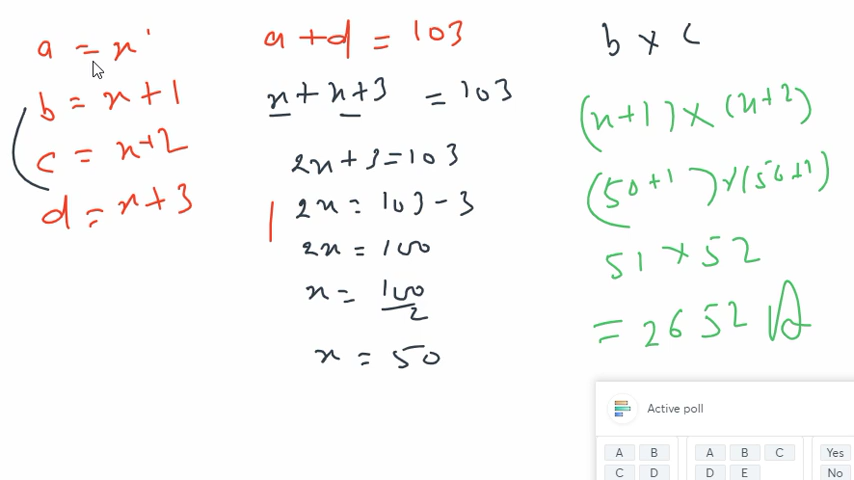 a = x
b = x+1
c = x+2
d = x+3
a +d = 103
x + x+3 = 103
2x+3=103
2x = 103 - 3
2x = 100
x = 100
2
x = 50
b x c
(x+1) x (x+2)
(50+1) x (50+2)
51 x 52
= 2652 A
Active poll
A B A B C Yes
C D D E No